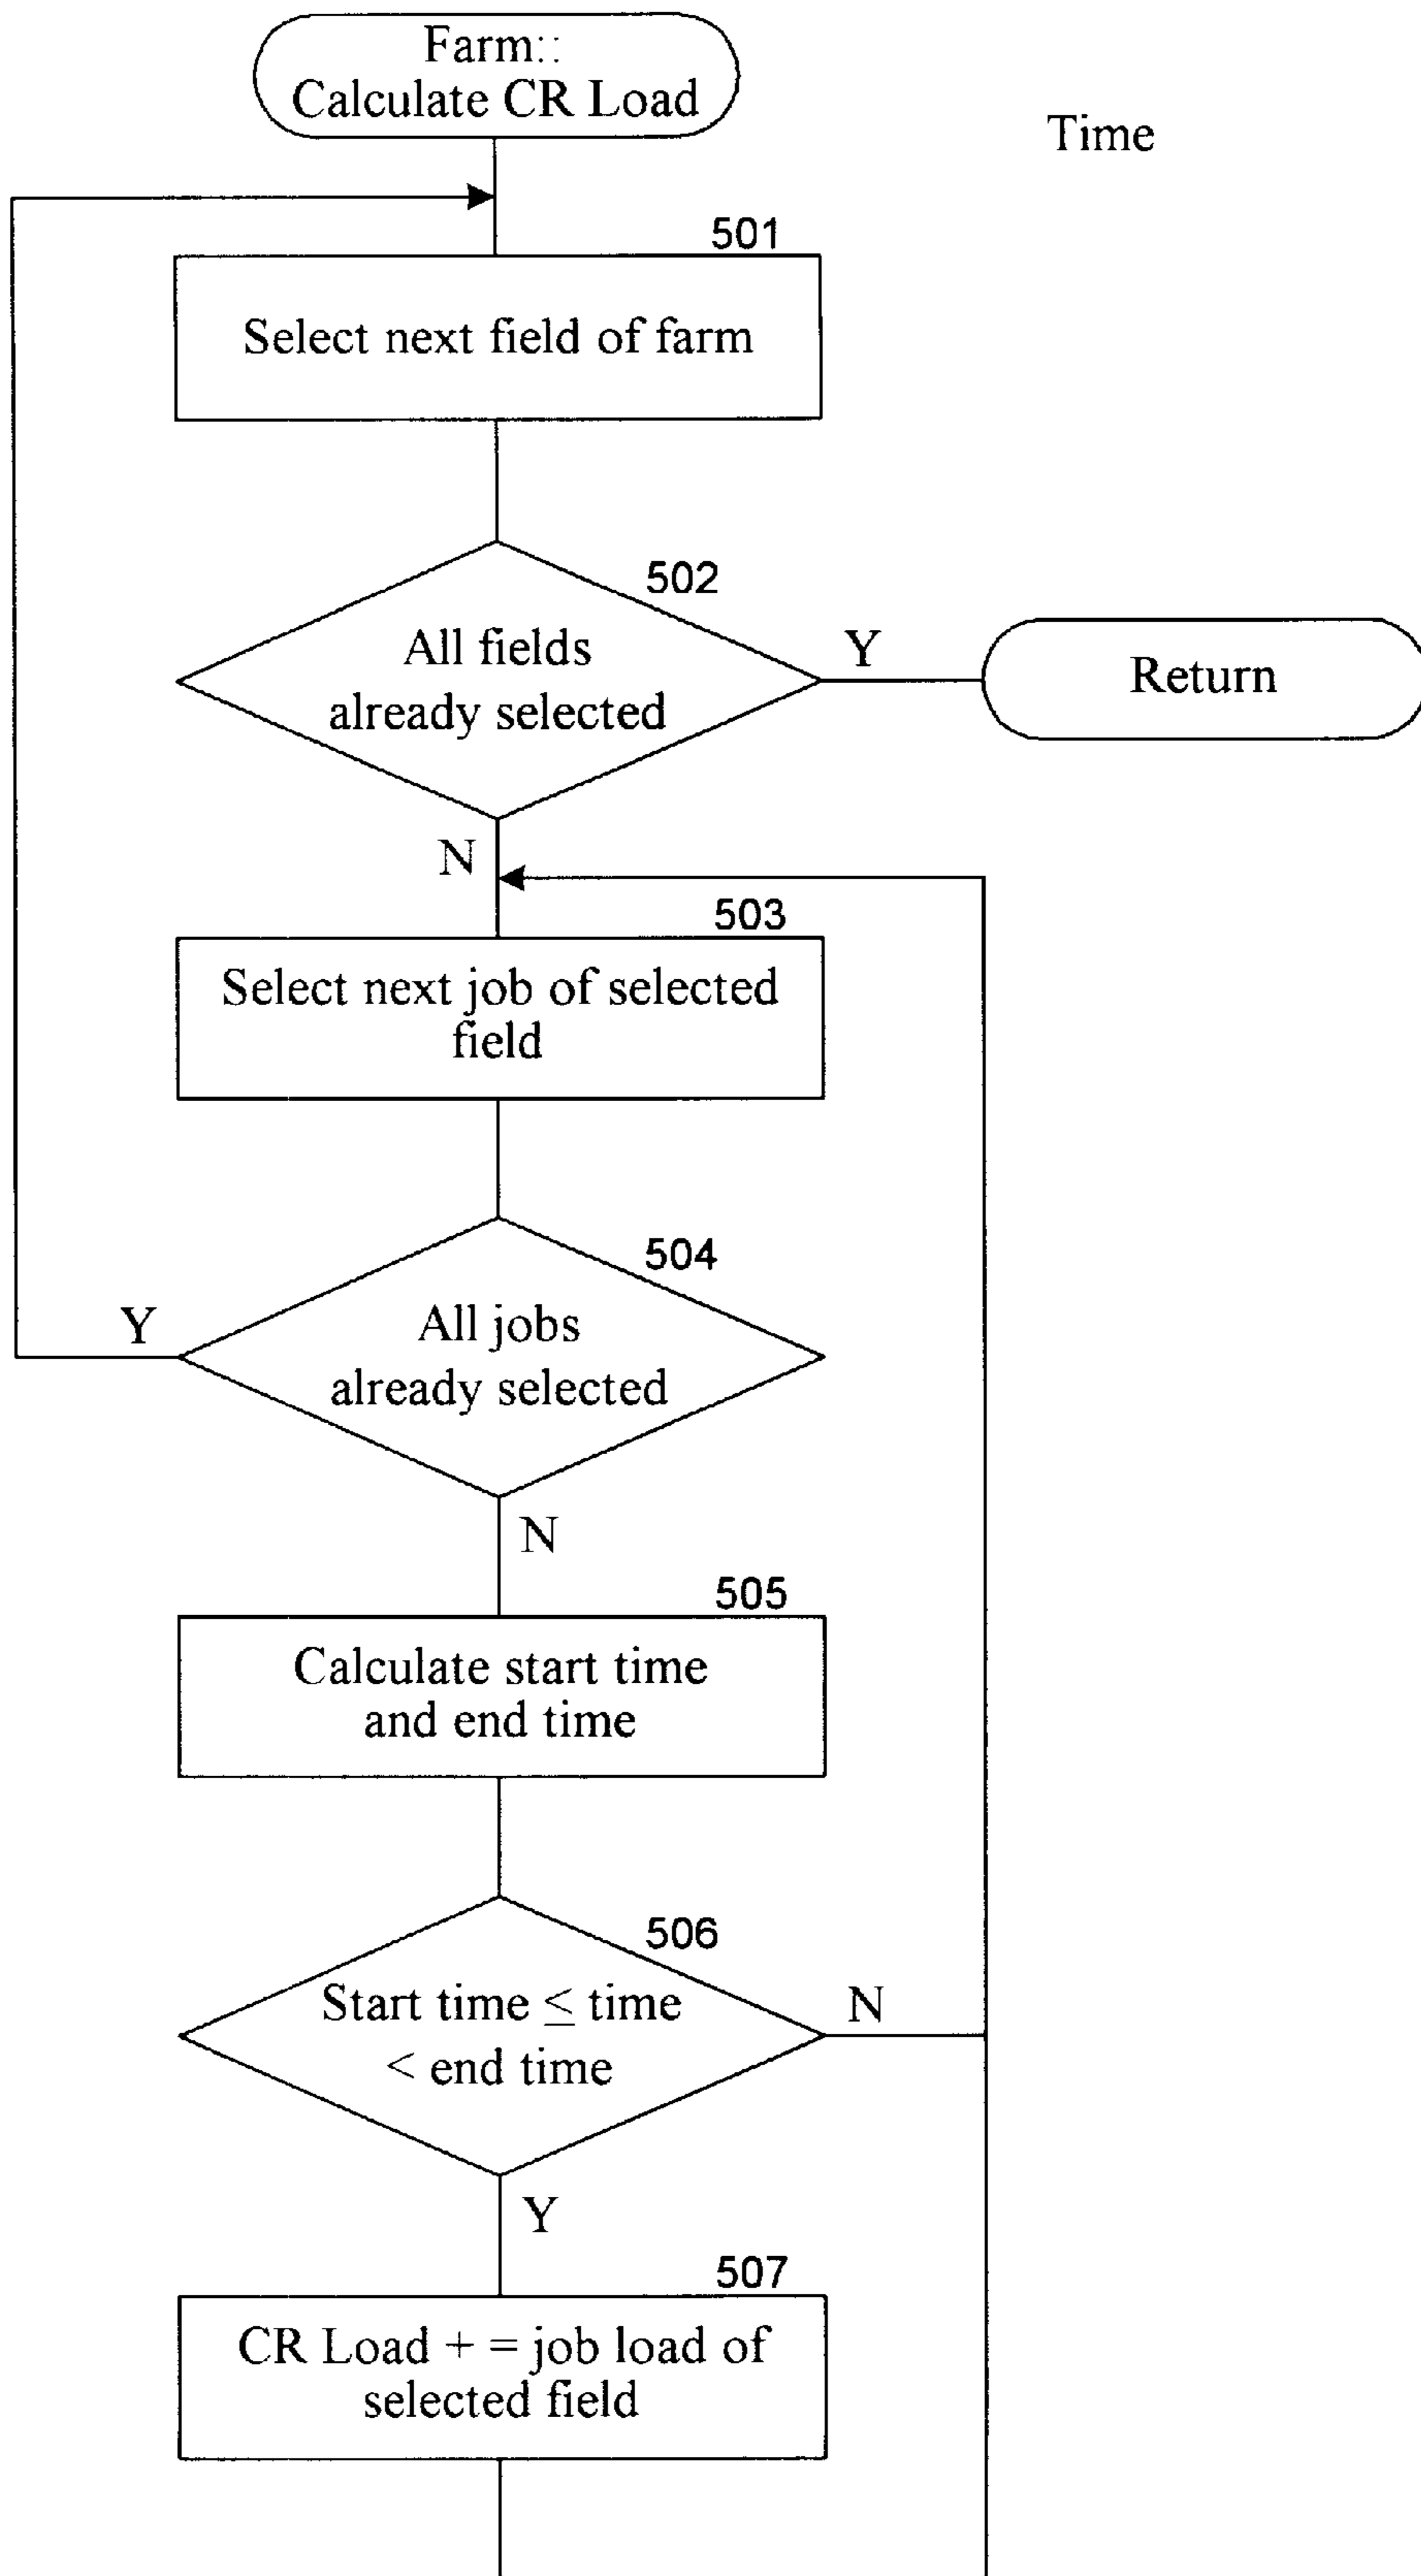 Farm::
Calculate CR Load
Time
501
Select next field of farm
502
All fields
already selected
Y
Return
N
503
Select next job of selected
field
504
All jobs
already selected
Y
N
505
Calculate start time
and end time
506
Start time ≤ time
< end time
N
Y
507
CR Load + = job load of
selected field